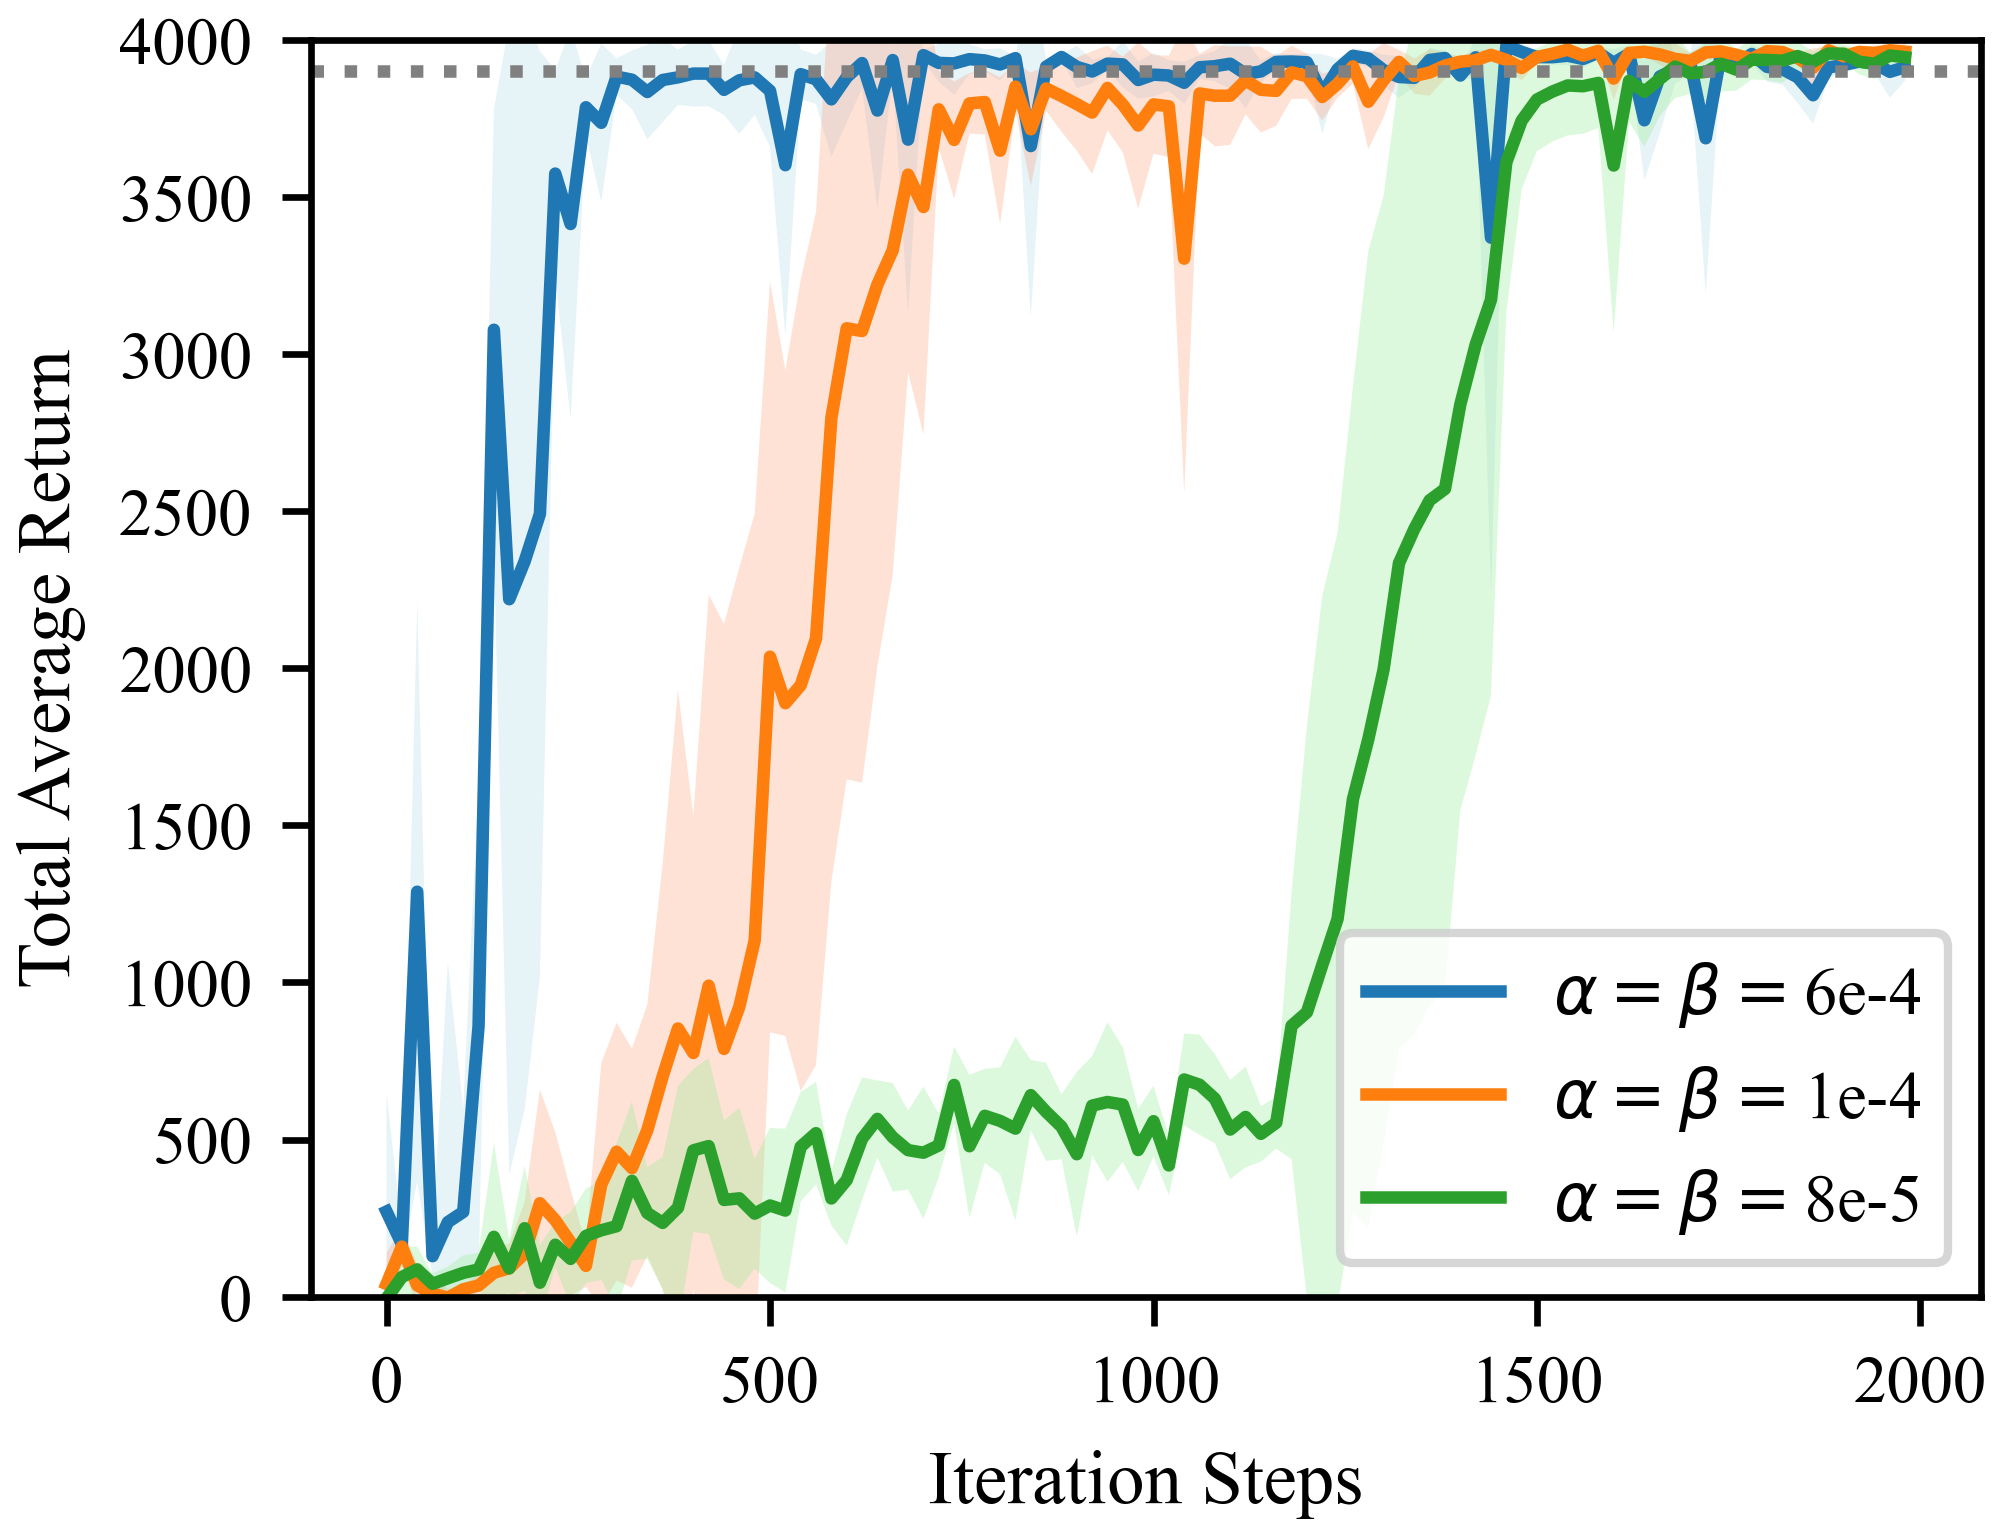 4000
3500
3000
2500
2000
1500
1000
500
0
Total Average Return
α = β = 6e-4
α = β = 1e-4
α = β = 8e-5
0 500 1000 1500 2000
Iteration Steps